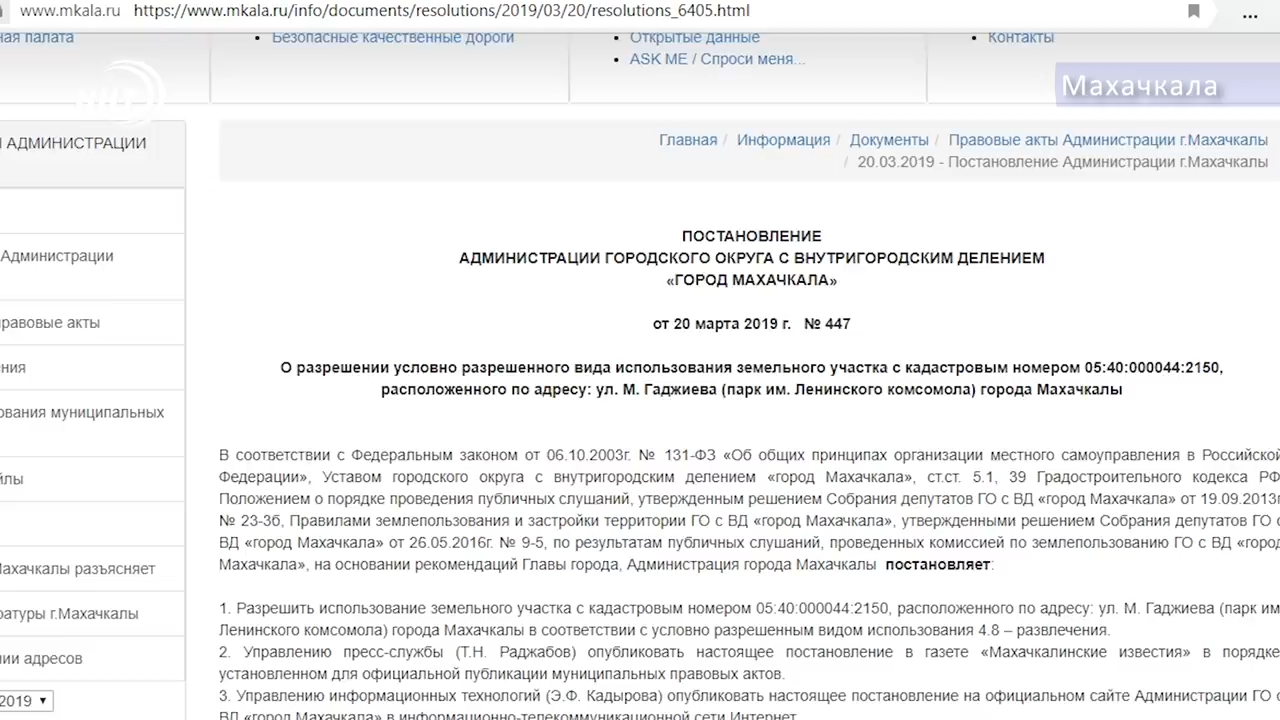 www.mkala.ru https://www.mkala.ru/info/documents/resolutions/2019/03/20/resolutions_6405.html
ная палата
Безопасные качественные дороги
Открытые данные
ASK ME / Спроси меня...
Контакты
ННТ
Махачкала
АДМИНИСТРАЦИИ
Администрации
правовые акты
ния
ования муниципальных
йлы
Махачкалы разъясняет
ратуры г.Махачкалы
нии адресов
2019
Главная / Информация / Документы / Правовые акты Администрации г.Махачкалы
/ 20.03.2019 - Постановление Администрации г.Махачкалы
ПОСТАНОВЛЕНИЕ
АДМИНИСТРАЦИИ ГОРОДСКОГО ОКРУГА С ВНУТРИГОРОДСКИМ ДЕЛЕНИЕМ
«ГОРОД МАХАЧКАЛА»
от 20 марта 2019 г. № 447
О разрешении условно разрешенного вида использования земельного участка с кадастровым номером 05:40:000044:2150,
расположенного по адресу: ул. М. Гаджиева (парк им. Ленинского комсомола) города Махачкалы
В соответствии с Федеральным законом от 06.10.2003г. № 131-ФЗ «Об общих принципах организации местного самоуправления в Российской
Федерации», Уставом городского округа с внутригородским делением «город Махачкала», ст.ст. 5.1, 39 Градостроительного кодекса РФ,
Положением о порядке проведения публичных слушаний, утвержденным решением Собрания депутатов ГО с ВД «город Махачкала» от 19.09.2013г
№ 23-3б, Правилами землепользования и застройки территории ГО с ВД «город Махачкала», утвержденными решением Собрания депутатов ГО с
ВД «город Махачкала» от 26.05.2016г. № 9-5, по результатам публичных слушаний, проведенных комиссией по землепользованию ГО с ВД «город
Махачкала», на основании рекомендаций Главы города, Администрация города Махачкалы постановляет:
1. Разрешить использование земельного участка с кадастровым номером 05:40:000044:2150, расположенного по адресу: ул. М. Гаджиева (парк им.
Ленинского комсомола) города Махачкалы в соответствии с условно разрешенным видом использования 4.8 – развлечения.
2. Управлению пресс-службы (Т.Н. Раджабов) опубликовать настоящее постановление в газете «Махачкалинские известия» в порядке,
установленном для официальной публикации муниципальных правовых актов.
3. Управлению информационных технологий (Э.Ф. Кадырова) опубликовать настоящее постановление на официальном сайте Администрации ГО с
ВД «город Махачкала» в информационно-телекоммуникационной сети Интернет.